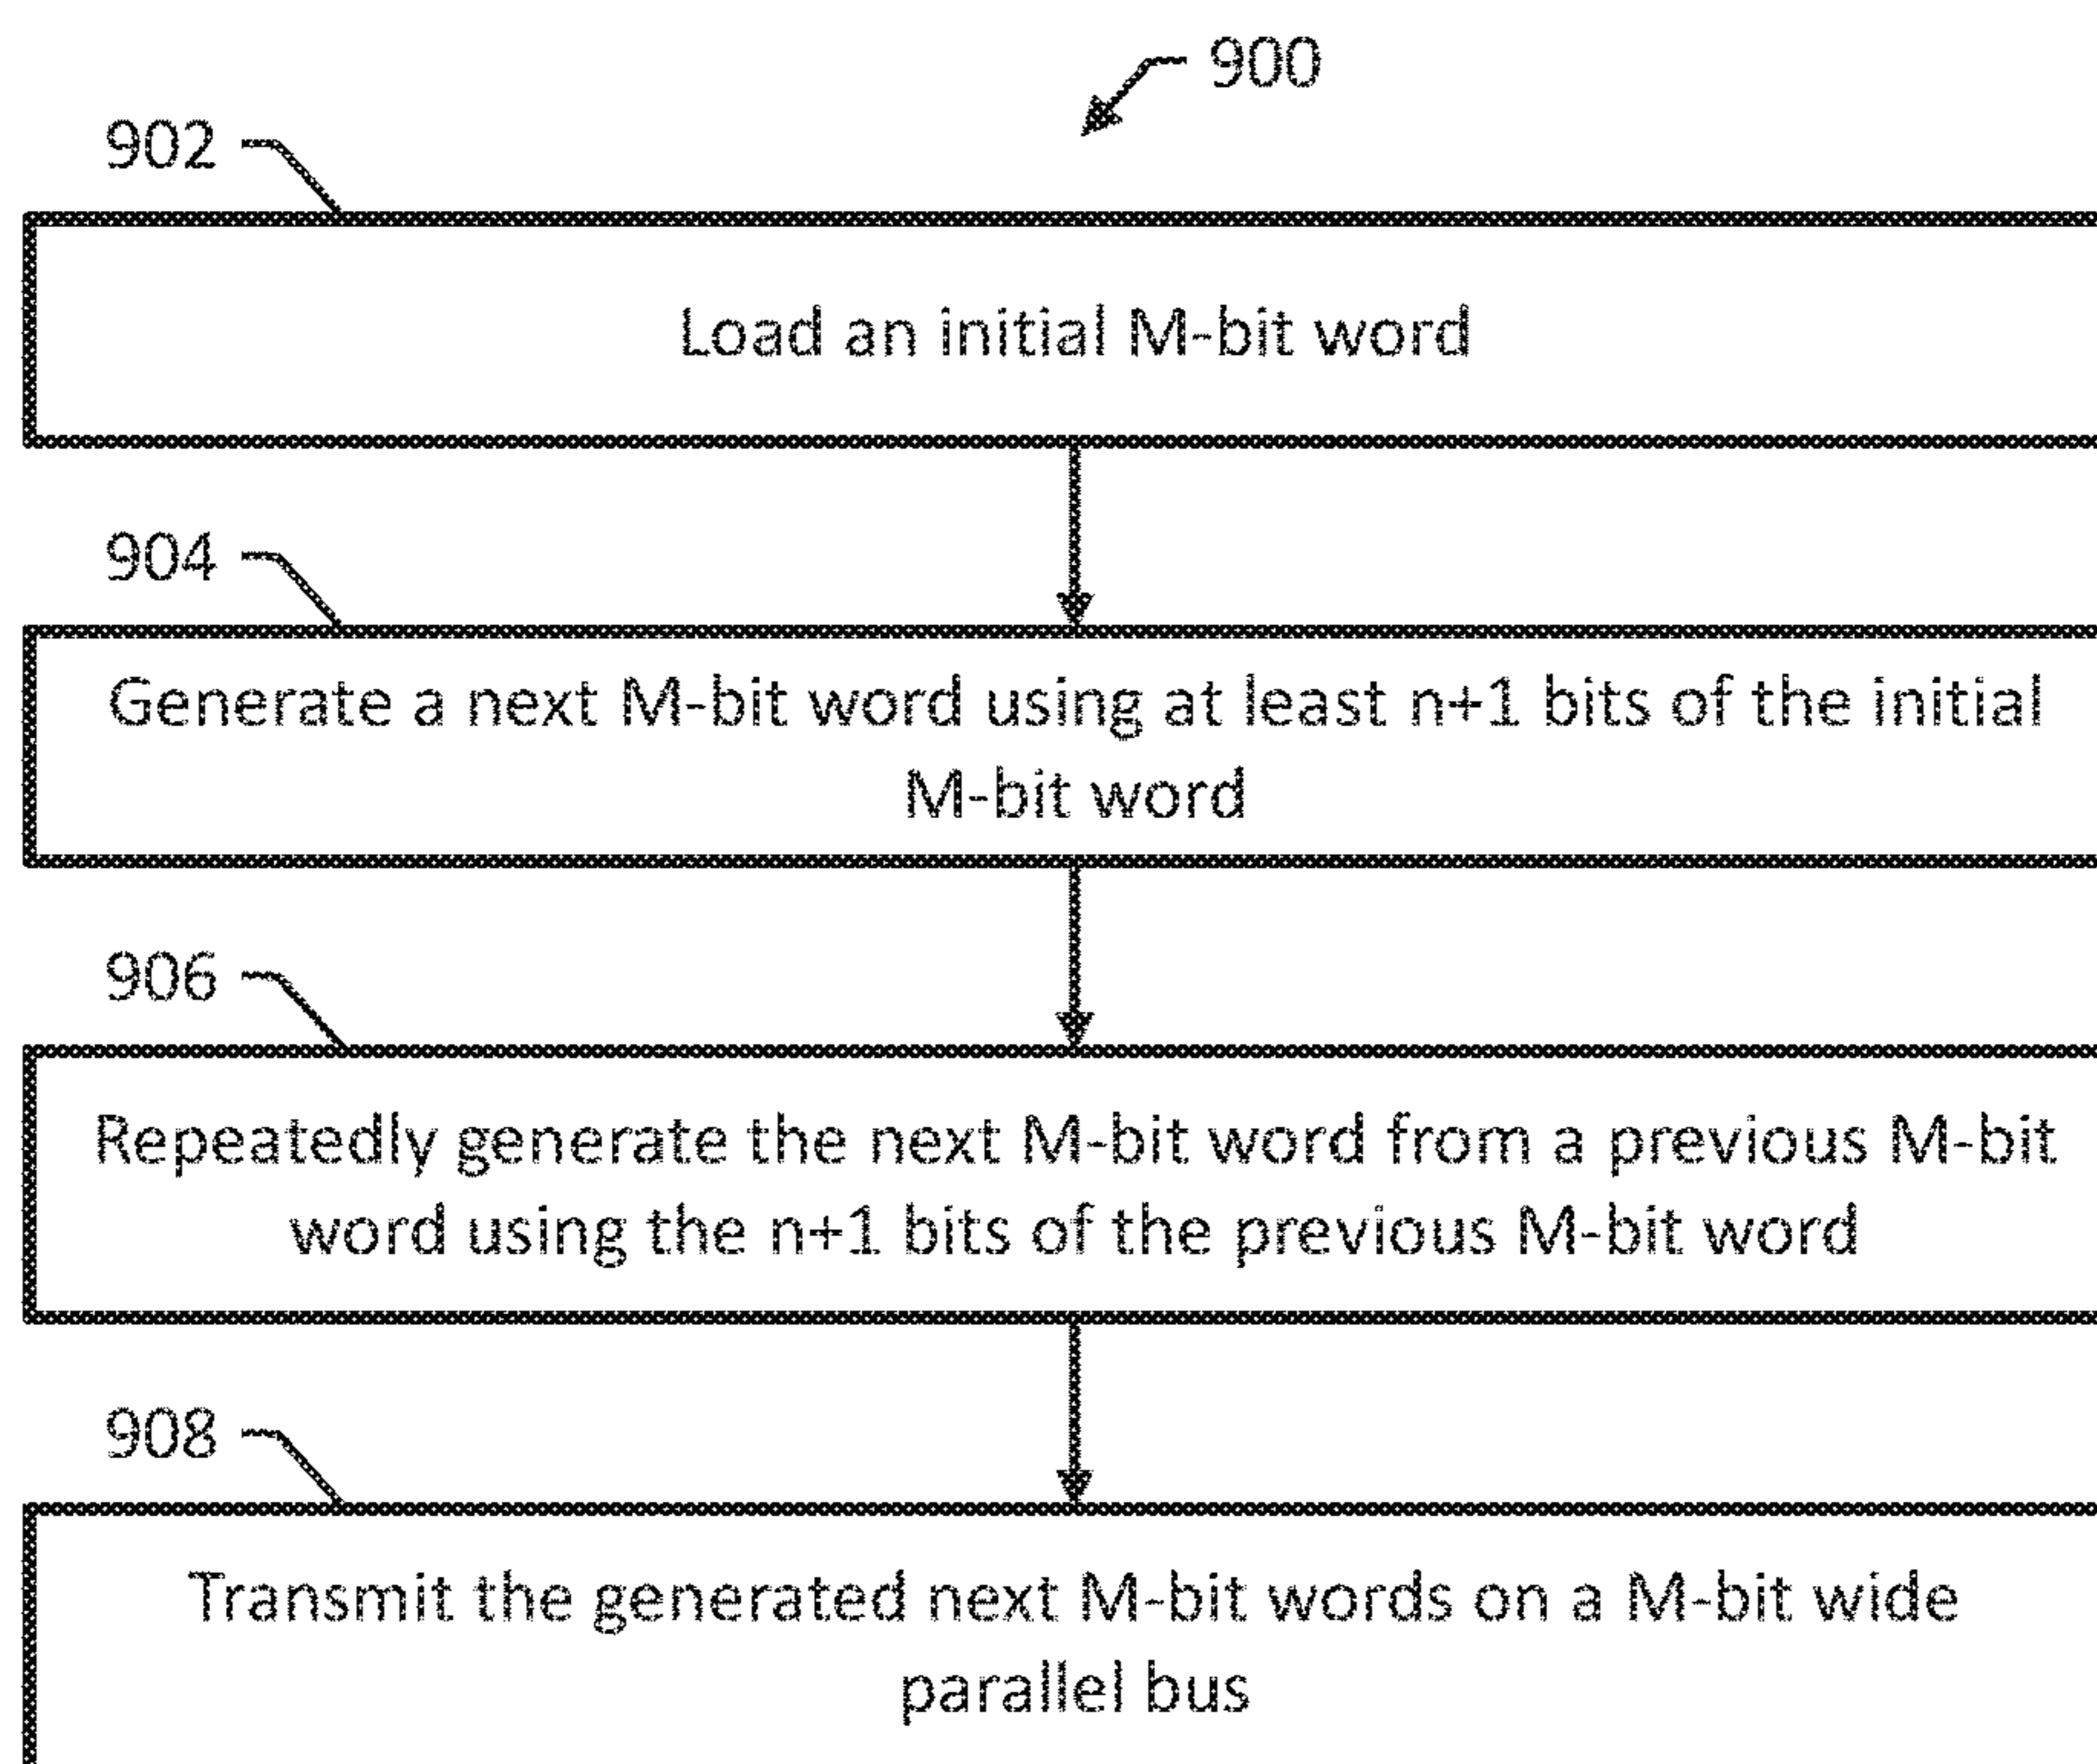 900
902
Load an initial M-bit word
904
Generate a next M-bit word using at least n+1 bits of the initial
M-bit word
906
Repeatedly generate the next M-bit word from a previous M-bit
word using the n+1 bits of the previous M-bit word
908
Transmit the generated next M-bit words on a M-bit wide
parallel bus